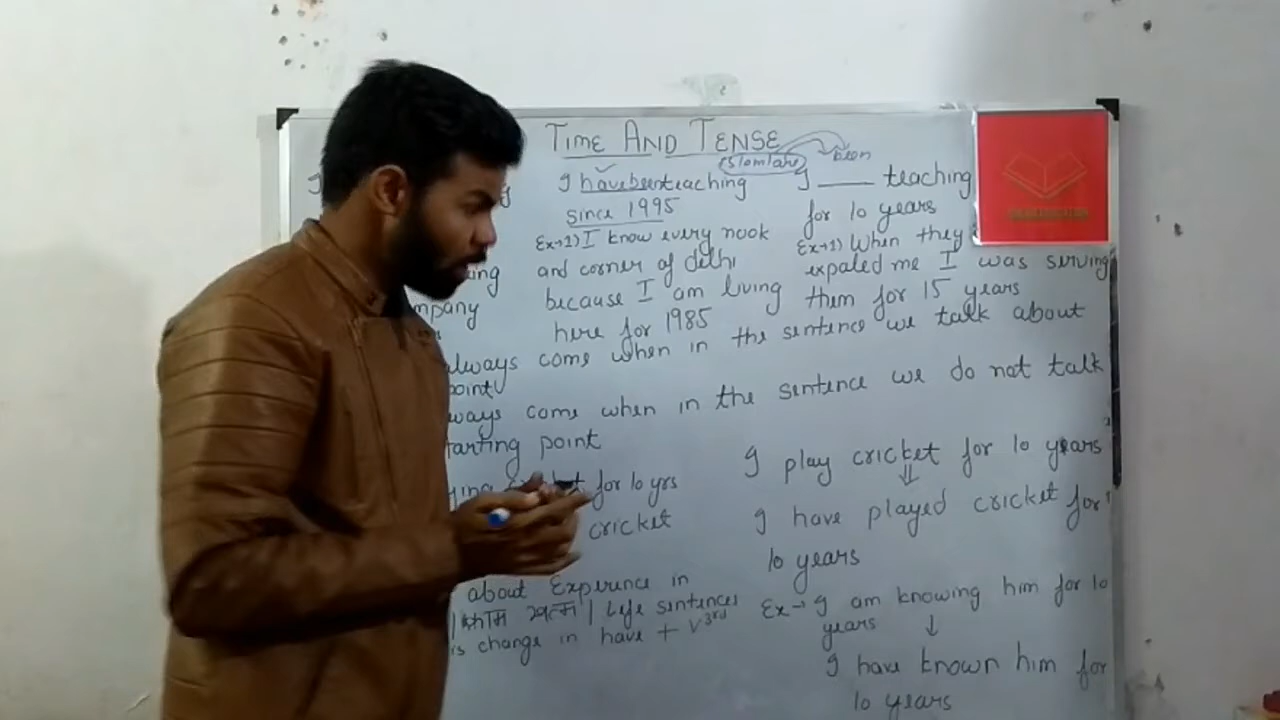 TIME AND TENSE
been
I have been teaching
since 1995
Ex→1) I know every nook
and corner of delhi
because I am living
here for 1985
I ____ teaching
for 10 years
Ex→1) When they
expaled me I was serving
them for 15 years
mpany
always come when in the sentence we talk about
point
ways come when in the sentence we do not talk
tarting point
for 10 yrs
cricket
I play cricket for 10 years
⇓
I have played cricket for
10 years
about Experince in
काम खत्म | Life sentences
is change in have + V3rd
Ex→ I am knowing him for 10
years ↓
I have known him for
10 years